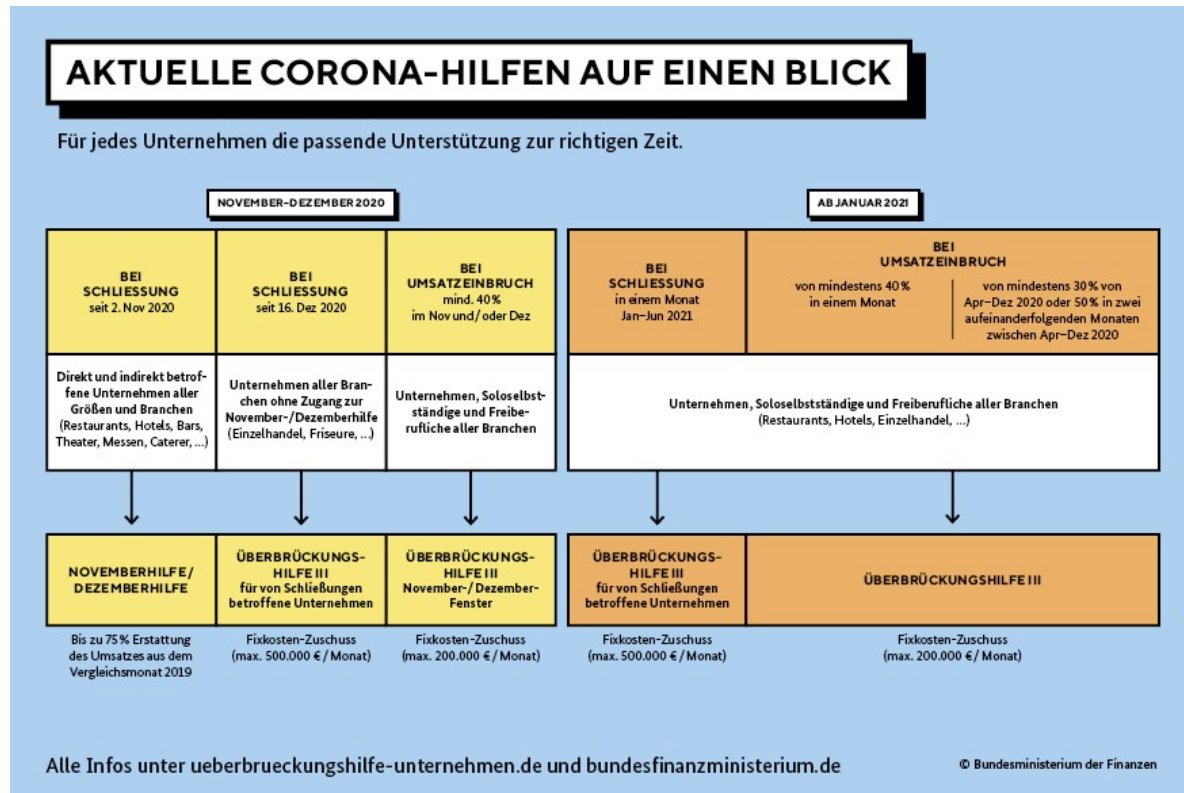 AKTUELLE CORONA-HILFEN AUF EINEN BLICK
Für jedes Unternehmen die passende Unterstützung zur richtigen Zeit.
NOVEMBER–DEZEMBER 2020
BEI
SCHLIESSUNG
seit 2. Nov 2020
BEI
SCHLIESSUNG
seit 16. Dez 2020
BEI
UMSATZEINBRUCH
mind. 40 %
im Nov und/oder Dez
Direkt und indirekt betrof-
fene Unternehmen aller
Größen und Branchen
(Restaurants, Hotels, Bars,
Theater, Messen, Caterer, ...)
Unternehmen aller Bran-
chen ohne Zugang zur
November-/Dezemberhilfe
(Einzelhandel, Friseure, ...)
Unternehmen, Soloselbst-
ständige und Freibe-
rufliche aller Branchen
NOVEMBERHILFE/
DEZEMBERHILFE
ÜBERBRÜCKUNGS-
HILFE III
für von Schließungen
betroffene Unternehmen
ÜBERBRÜCKUNGS-
HILFE III
November-/Dezember-
Fenster
Bis zu 75 % Erstattung
des Umsatzes aus dem
Vergleichsmonat 2019
Fixkosten-Zuschuss
(max. 500.000 € / Monat)
Fixkosten-Zuschuss
(max. 200.000 € / Monat)
AB JANUAR 2021
BEI
SCHLIESSUNG
in einem Monat
Jan–Jun 2021
BEI
UMSATZEINBRUCH
von mindestens 40 %
in einem Monat
von mindestens 30 % von
Apr–Dez 2020 oder 50 % in zwei
aufeinanderfolgenden Monaten
zwischen Apr–Dez 2020
Unternehmen, Soloselbstständige und Freiberufliche aller Branchen
(Restaurants, Hotels, Einzelhandel, ...)
ÜBERBRÜCKUNGS-
HILFE III
für von Schließungen
betroffene Unternehmen
ÜBERBRÜCKUNGSHILFE III
Fixkosten-Zuschuss
(max. 500.000 € / Monat)
Fixkosten-Zuschuss
(max. 200.000 € / Monat)
Alle Infos unter ueberbrueckungshilfe-unternehmen.de und bundesfinanzministerium.de
© Bundesministerium der Finanzen